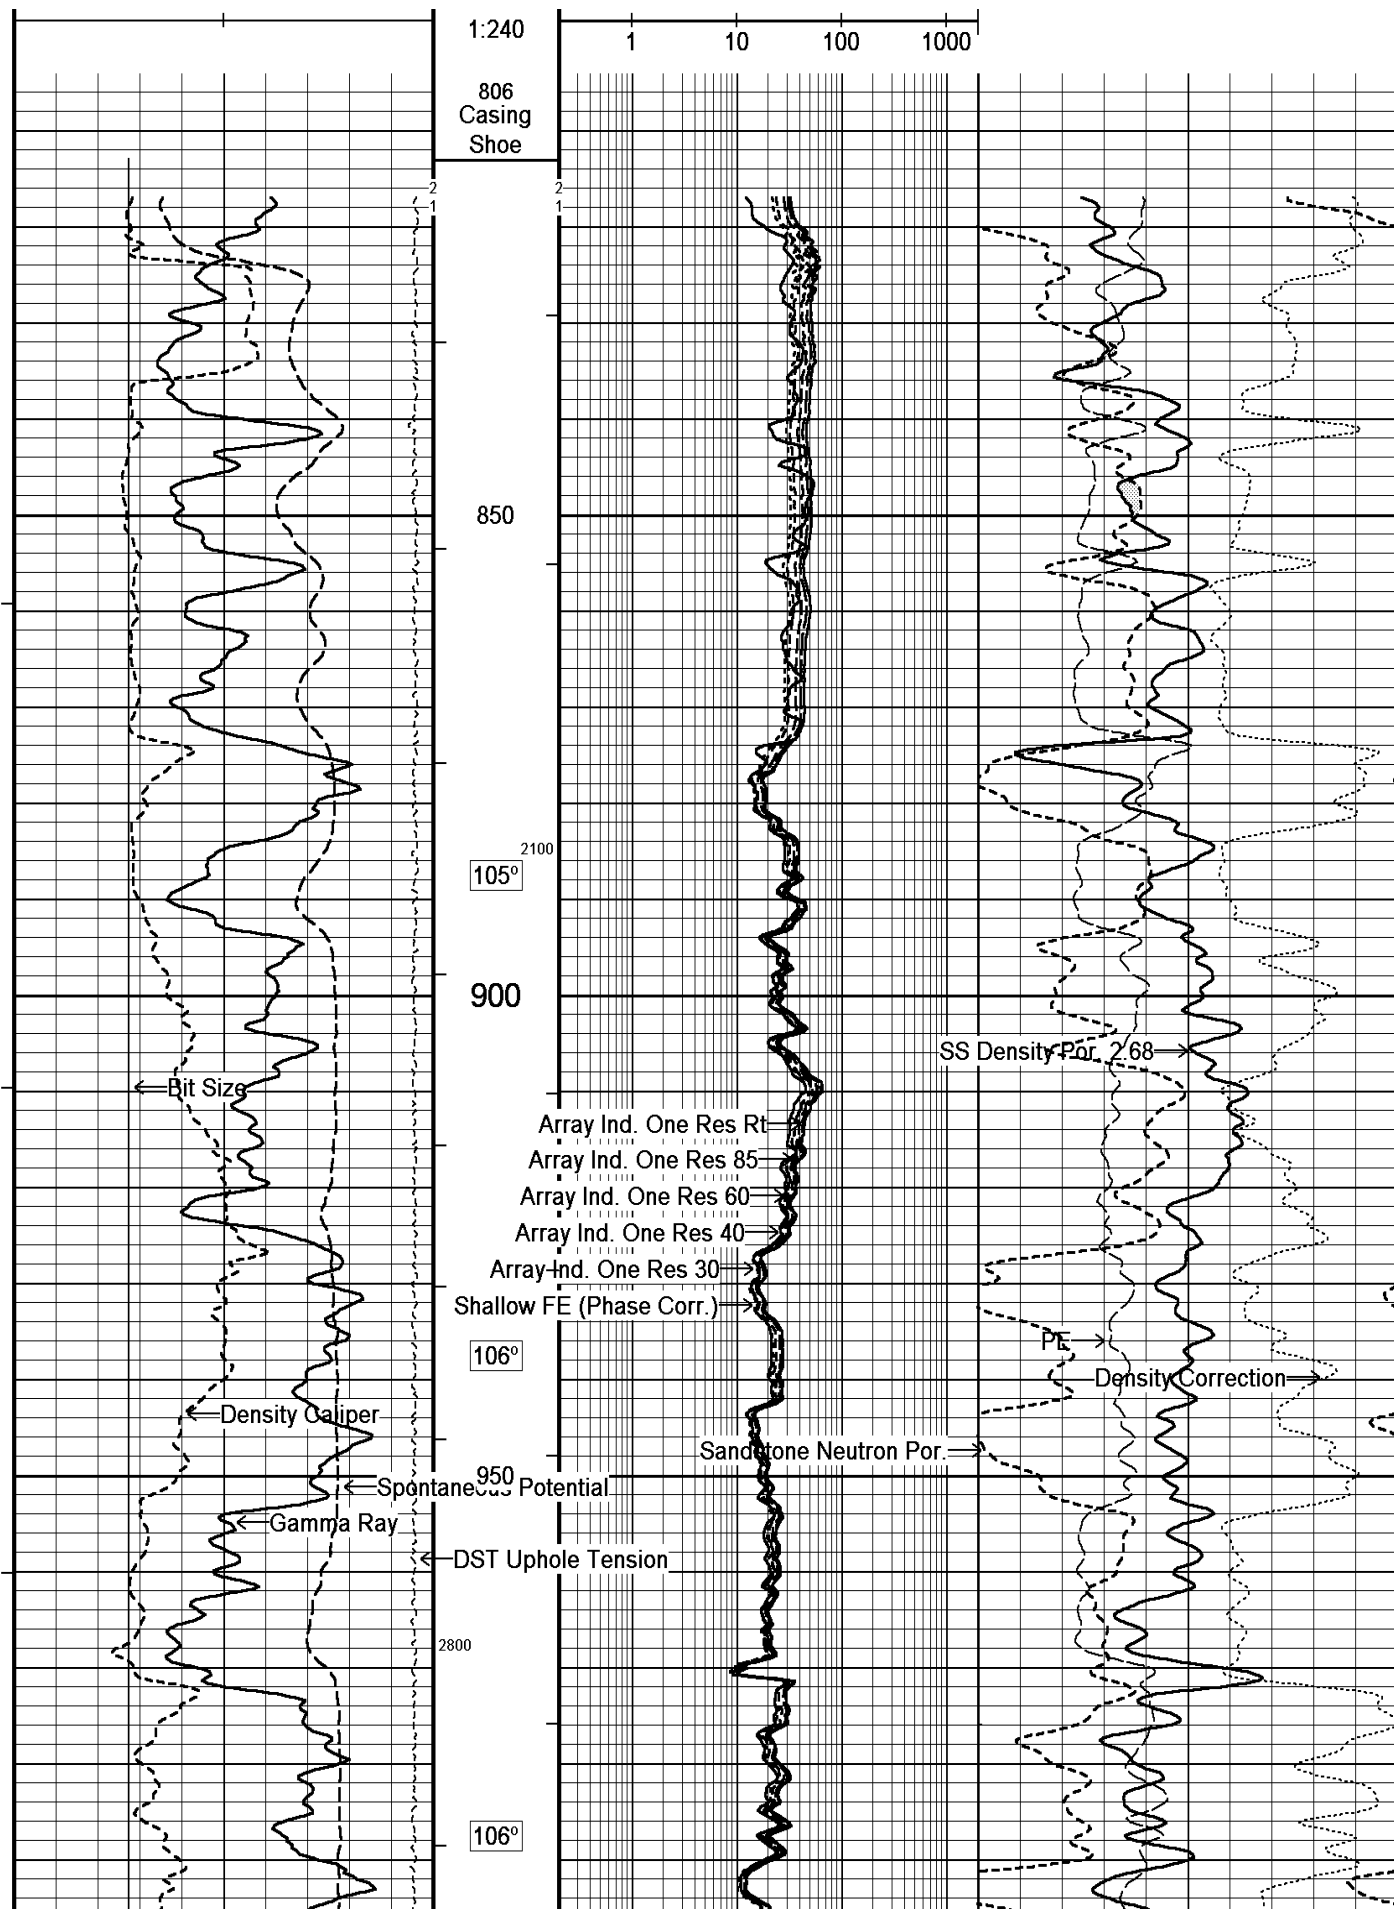 1:240
1 10 100 1000
806
Casing
Shoe
2 2
1 1
850
2100
105º
900
SS Density Por. 2.68
Bit Size
Array Ind. One Res Rt
Array Ind. One Res 85
Array Ind. One Res 60
Array Ind. One Res 40
Array Ind. One Res 30
Shallow FE (Phase Corr.)
PE
106º
Density Correction
Density Caliper
Sandstone Neutron Por.
950
Spontaneous Potential
Gamma Ray
DST Uphole Tension
2800
106º